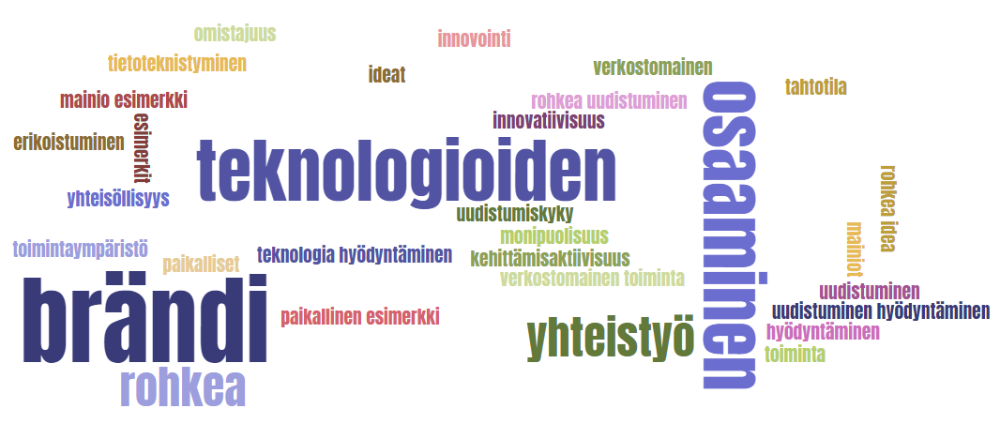 omistajuus
innovointi
tietoteknistyminen
ideat
verkostomainen
tahtotila
mainio esimerkki
rohkea uudistuminen
innovatiivisuus
osaaminen
erikoistuminen
esimerkit
teknologioiden
yhteisöllisyys
uudistumiskyky
rohkea idea
monipuolisuus
mainiot
toimintaympäristö
paikalliset
teknologia hyödyntäminen
kehittämisaktiivisuus
verkostomainen toiminta
brändi
uudistuminen
uudistuminen hyödyntäminen
paikallinen esimerkki
yhteistyö
hyödyntäminen
toiminta
rohkea